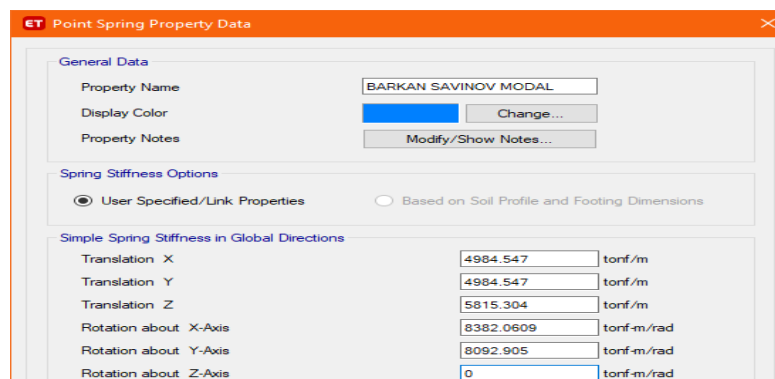 ET Point Spring Property Data
General Data
Property Name BARKAN SAVINOV MODAL
Display Color Change...
Property Notes Modify/Show Notes...
Spring Stiffness Options
User Specified/Link Properties Based on Soil Profile and Footing Dimensions
Simple Spring Stiffness in Global Directions
Translation X 4984.547 tonf/m
Translation Y 4984.547 tonf/m
Translation Z 5815.304 tonf/m
Rotation about X-Axis 8382.0609 tonf-m/rad
Rotation about Y-Axis 8092.905 tonf-m/rad
Rotation about Z-Axis 0 tonf-m/rad